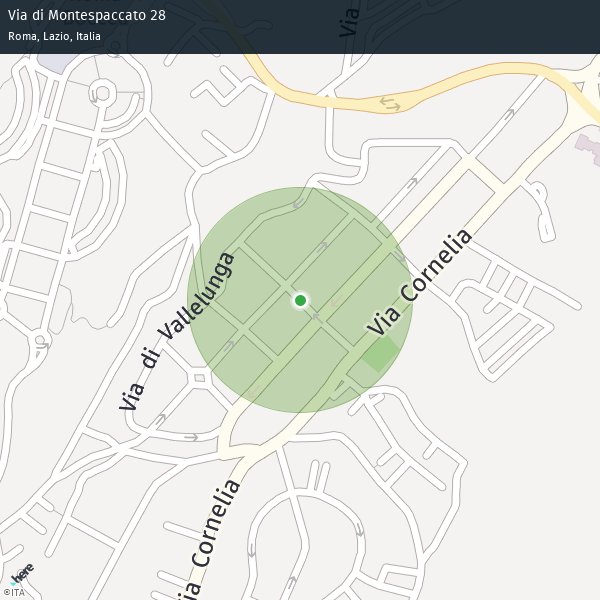 Via di Montespaccato 28
Roma, Lazio, Italia
Via
Via di Vallelunga
Via Cornelia
Via Cornelia
here
©ITA